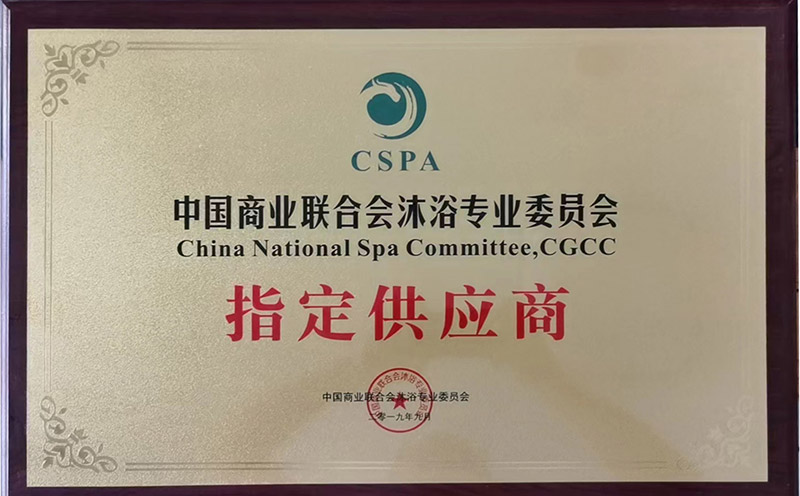 CSPA
中国商业联合会沐浴专业委员会
China National Spa Committee,CGCC
指定供应商
中国商业联合会沐浴专业委员会
二零一九年九月